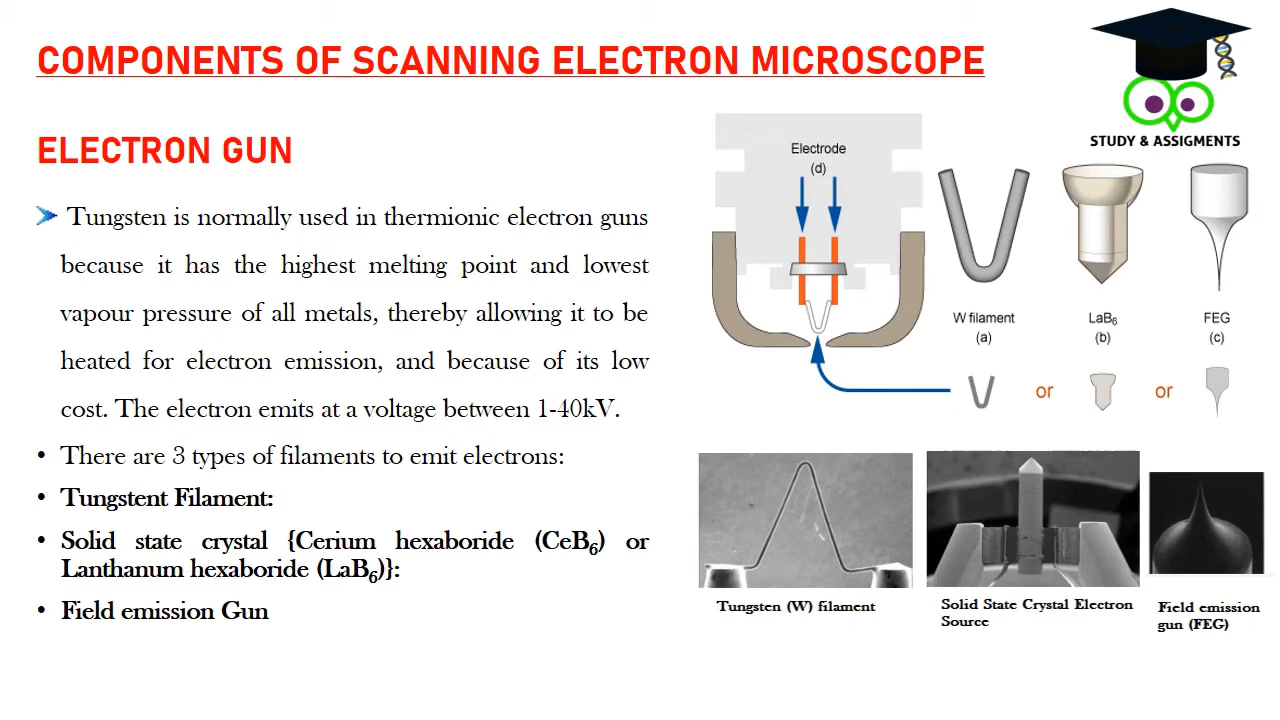 COMPONENTS OF SCANNING ELECTRON MICROSCOPE
STUDY & ASSIGMENTS
ELECTRON GUN
Tungsten is normally used in thermionic electron guns
because it has the highest melting point and lowest
vapour pressure of all metals, thereby allowing it to be
heated for electron emission, and because of its low
cost. The electron emits at a voltage between 1-40kV.
• There are 3 types of filaments to emit electrons:
• Tungstent Filament:
• Solid state crystal {Cerium hexaboride (CeB6) or
Lanthanum hexaboride (LaB6)}:
• Field emission Gun
Electrode
(d)
W filament
(a)
LaB6
(b)
FEG
(c)
or
or
Tungsten (W) filament
Solid State Crystal Electron
Source
Field emission
gun (FEG)